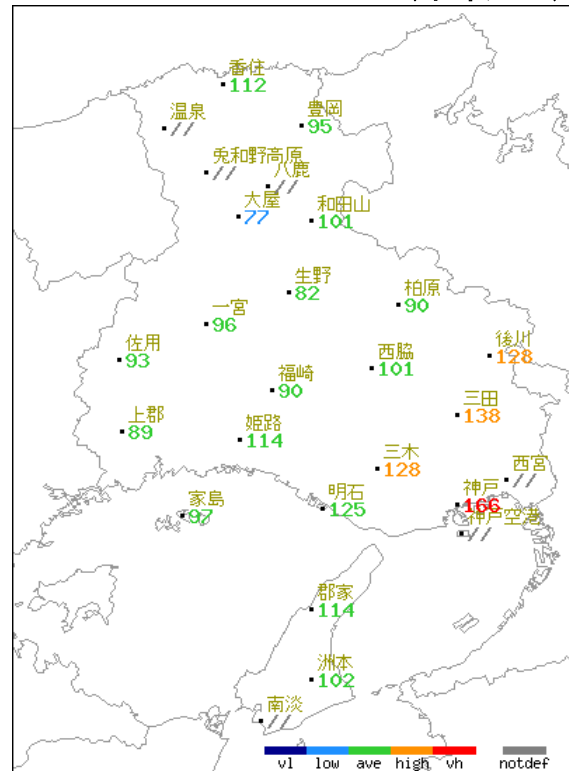 香住
112
温泉
//
豊岡
95
兎和野高原
//
八鹿
//
大屋
77
和田山
101
生野
82
柏原
90
一宮
96
佐用
93
西脇
101
後川
128
福崎
90
三田
138
上郡
89
姫路
114
三木
128
西宮
//
神戸
166
家島
97
明石
125
神戸空港
//
郡家
114
洲本
102
南淡
//
vl low ave high vh notdef